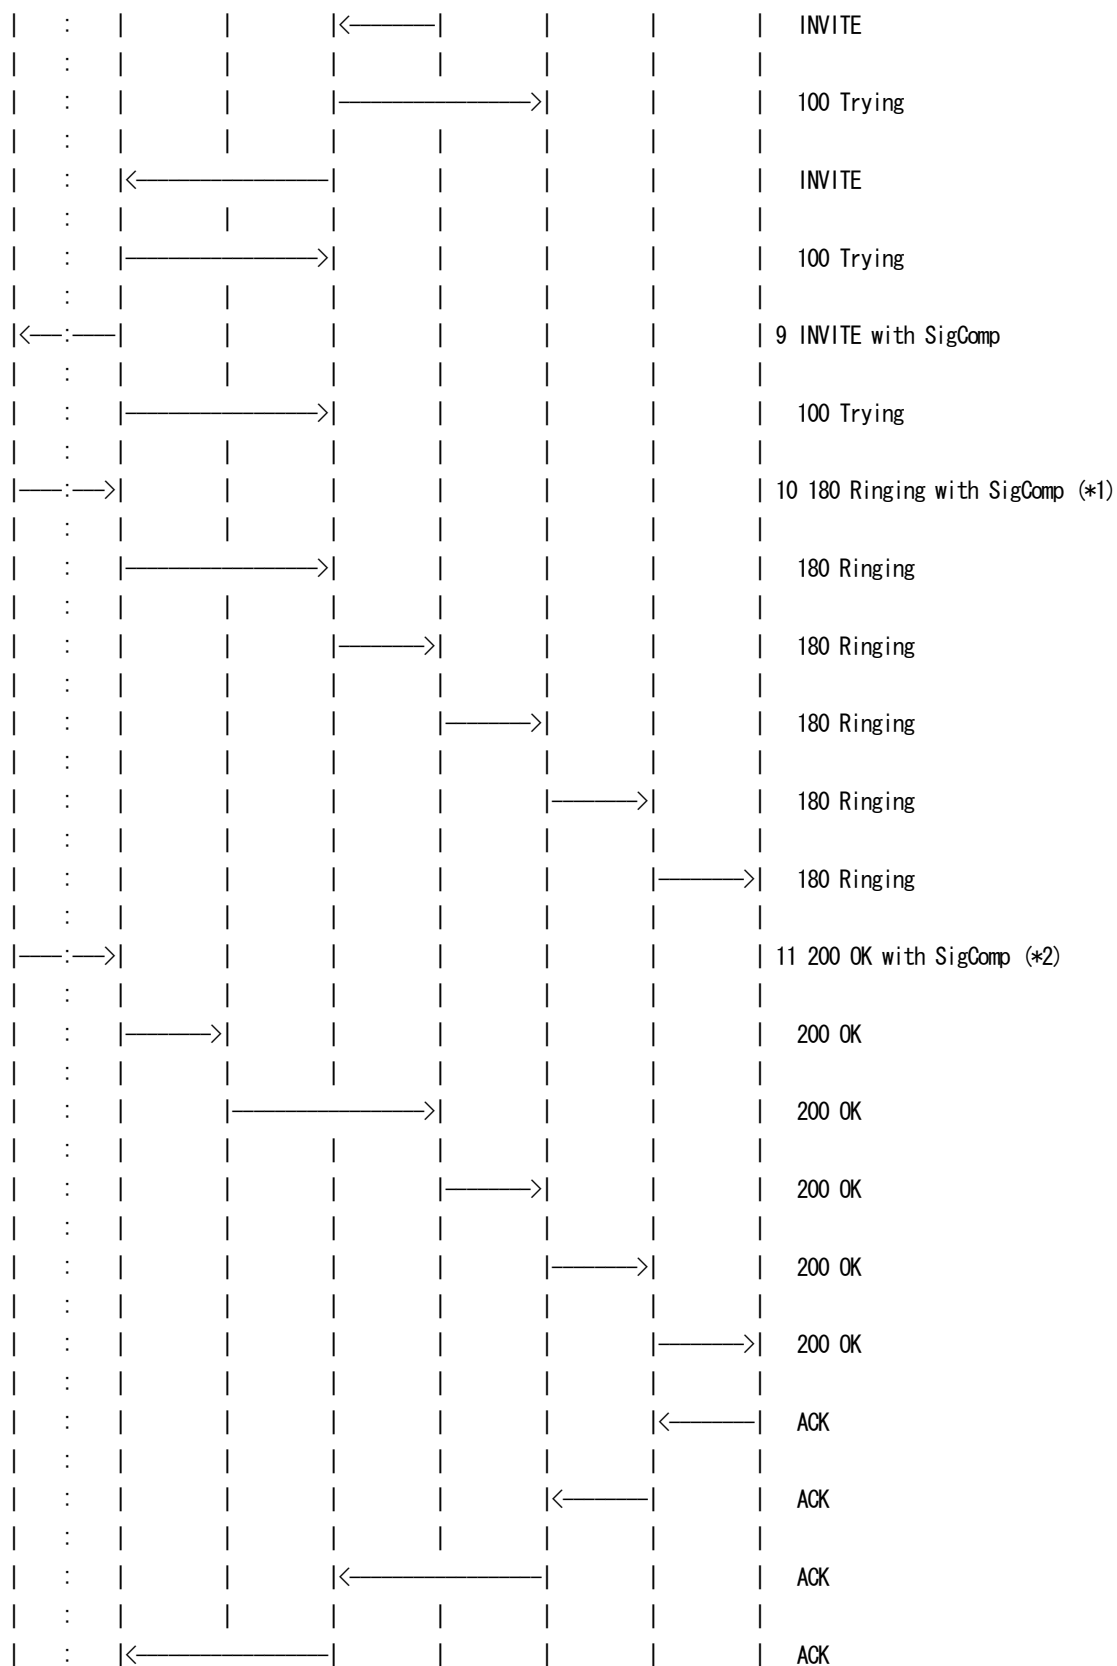 INVITE
100 Trying
INVITE
100 Trying
9 INVITE with SigComp
100 Trying
10 180 Ringing with SigComp (*1)
180 Ringing
180 Ringing
180 Ringing
180 Ringing
180 Ringing
11 200 OK with SigComp (*2)
200 OK
200 OK
200 OK
200 OK
200 OK
ACK
ACK
ACK
ACK